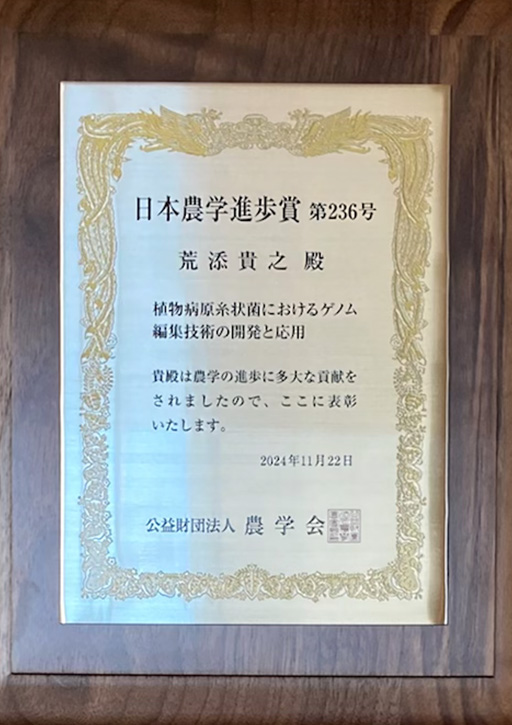 日本農学進歩賞 第236号
荒添貴之 殿
植物病原糸状菌におけるゲノム
編集技術の開発と応用
貴殿は農学の進歩に多大な貢献を
されましたので、ここに表彰
いたします。
2024年11月22日
公益財団法人 農学会